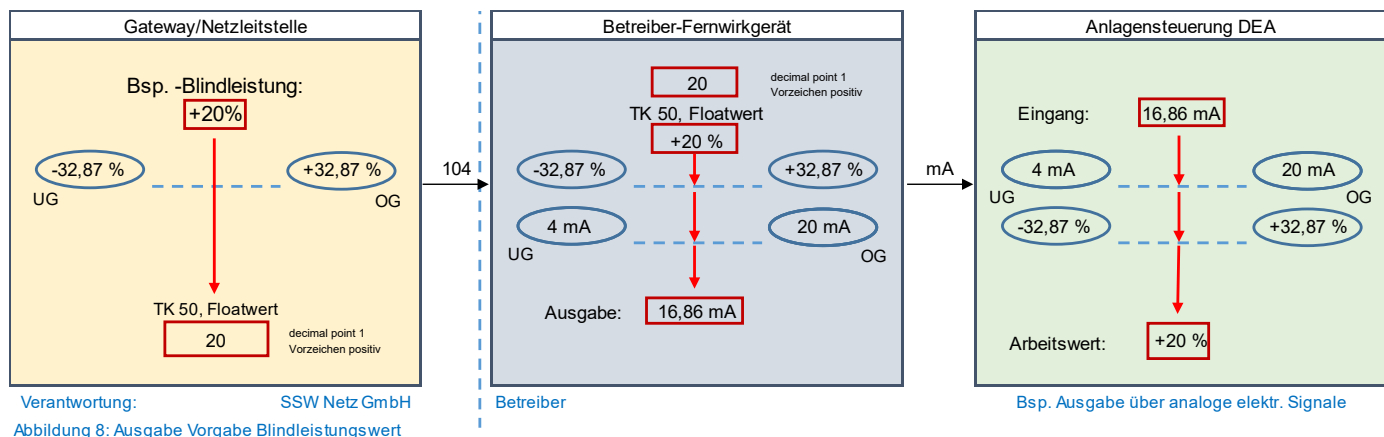 Gateway/Netzleitstelle
Bsp. -Blindleistung:
+20%
-32,87 %
+32,87 %
UG
OG
TK 50, Floatwert
20
decimal point 1
Vorzeichen positiv
104
Betreiber-Fernwirkgerät
20
decimal point 1
Vorzeichen positiv
TK 50, Floatwert
+20 %
-32,87 %
+32,87 %
4 mA
20 mA
UG
OG
Ausgabe:
16,86 mA
mA
Anlagensteuerung DEA
Eingang:
16,86 mA
4 mA
20 mA
UG
OG
-32,87 %
+32,87 %
Arbeitswert:
+20 %
Verantwortung:
SSW Netz GmbH
Betreiber
Bsp. Ausgabe über analoge elektr. Signale
Abbildung 8: Ausgabe Vorgabe Blindleistungswert